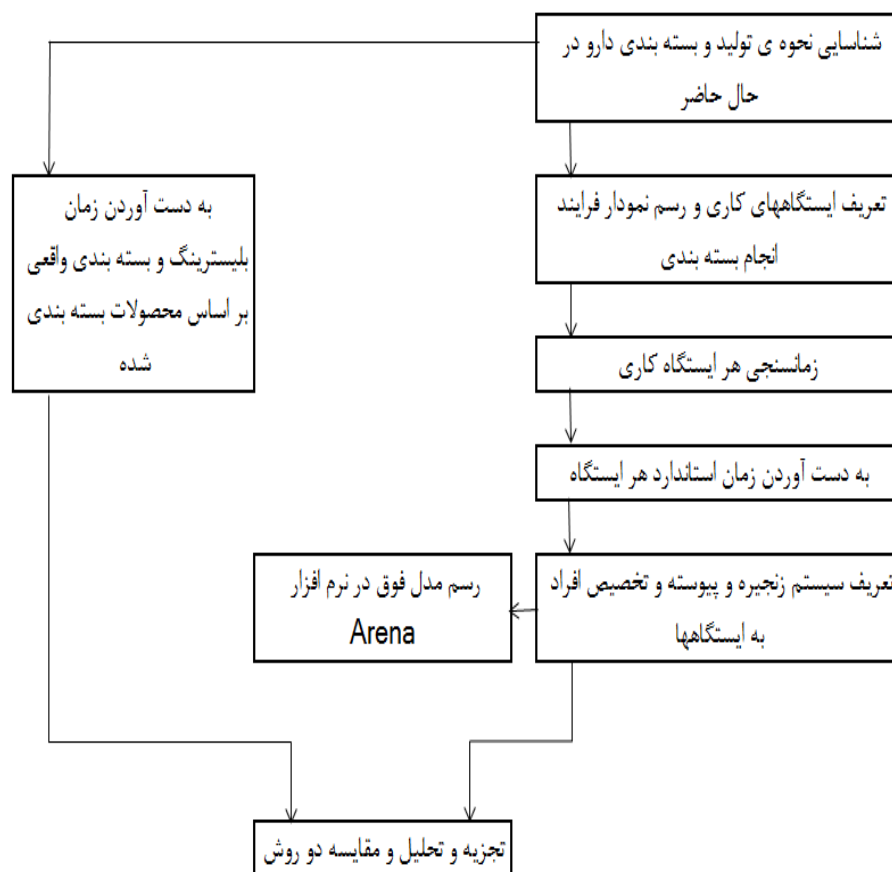 شناسایی نحوه ی تولید و بسته بندی دارو در
حال حاضر
تعریف ایستگاههای کاری و رسم نمودار فرایند
انجام بسته بندی
به دست آوردن زمان
بلیسترینگ و بسته بندی واقعی
بر اساس محصولات بسته بندی
شده
زمانسنجی هر ایستگاه کاری
به دست آوردن زمان استاندارد هر ایستگاه
تعریف سیستم زنجیره و پیوسته و تخصیص افراد
به ایستگاهها
رسم مدل فوق در نرم افزار
Arena
تجزیه و تحلیل و مقایسه دو روش